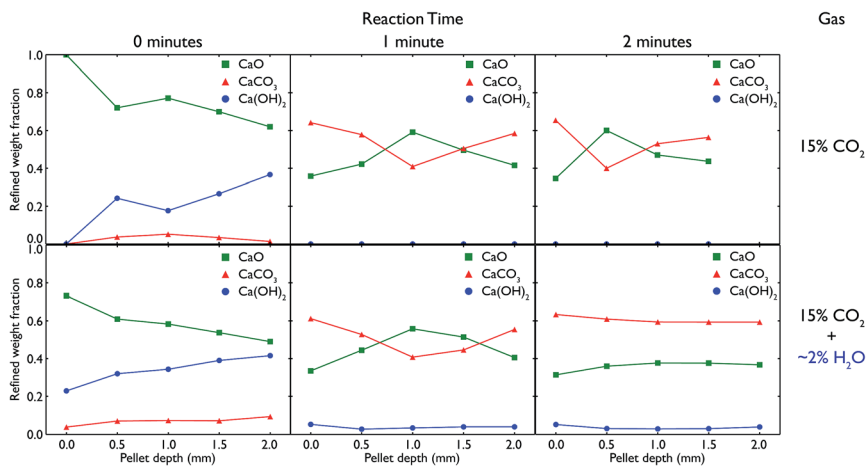 Reaction Time
Gas
0 minutes
1 minute
2 minutes
Refined weight fraction
1.0
0.8
0.6
0.4
0.2
0.0
CaO
CaCO₃
Ca(OH)₂
CaO
CaCO₃
Ca(OH)₂
CaO
CaCO₃
Ca(OH)₂
15% CO₂
Refined weight fraction
1.0
0.8
0.6
0.4
0.2
0.0
CaO
CaCO₃
Ca(OH)₂
CaO
CaCO₃
Ca(OH)₂
CaO
CaCO₃
Ca(OH)₂
15% CO₂
+
~2% H₂O
0.0 0.5 1.0 1.5 2.0
0.0 0.5 1.0 1.5 2.0
0.0 0.5 1.0 1.5 2.0
Pellet depth (mm)
Pellet depth (mm)
Pellet depth (mm)